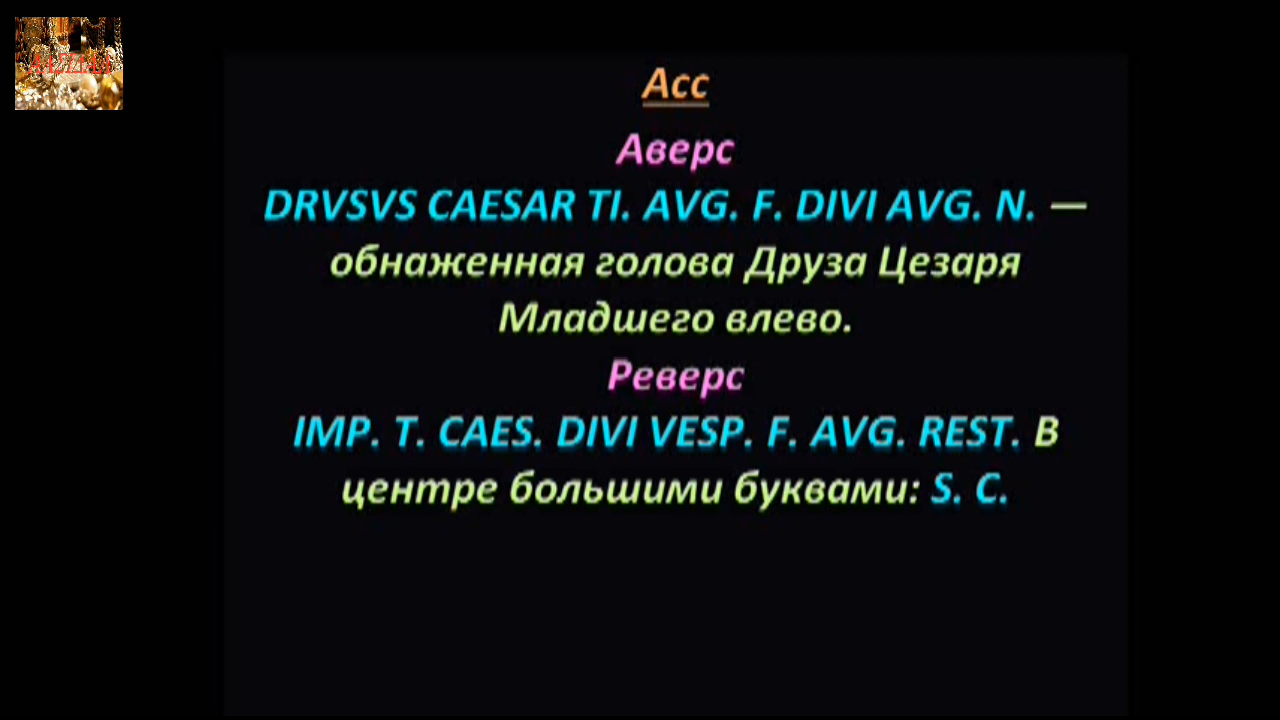 Асс
Аверс
DRVSVS CAESAR TI. AVG. F. DIVI AVG. N. —
обнаженная голова Друза Цезаря
Младшего влево.
Реверс
IMP. T. CAES. DIVI VESP. F. AVG. REST. В
центре большими буквами: S. C.